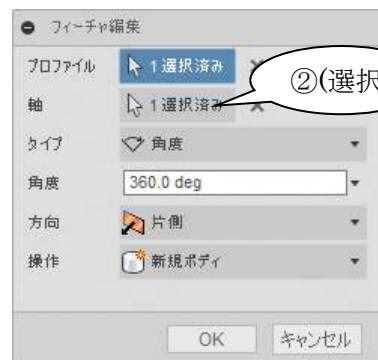 フィーチャ編集
プロファイル 1 選択済み
②(選択
軸 1 選択済み
タイプ 角度
角度 360.0 deg
方向 片側
操作 新規ボディ
OK キャンセル